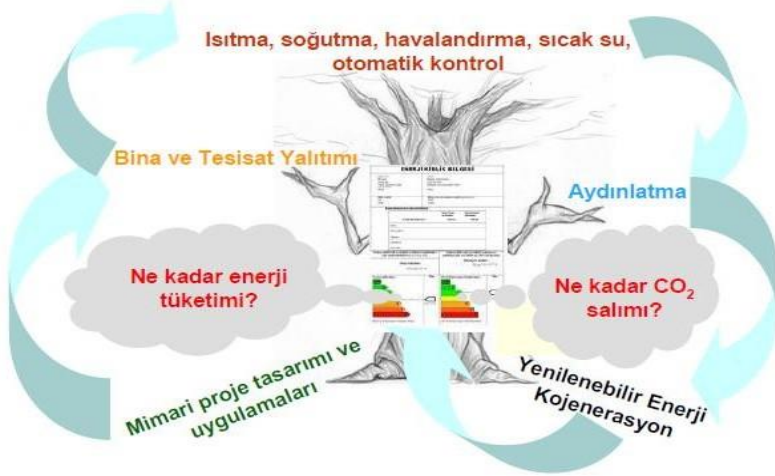 Isıtma, soğutma, havalandırma, sıcak su,
otomatik kontrol
Bina ve Tesisat Yalıtımı
ENERJİ KİMLİK BELGESİ
Aydınlatma
Ne kadar enerji
tüketimi?
Ne kadar CO₂
salımı?
Mimari proje tasarımı ve
uygulamaları
Yenilenebilir Enerji
Kojenerasyon